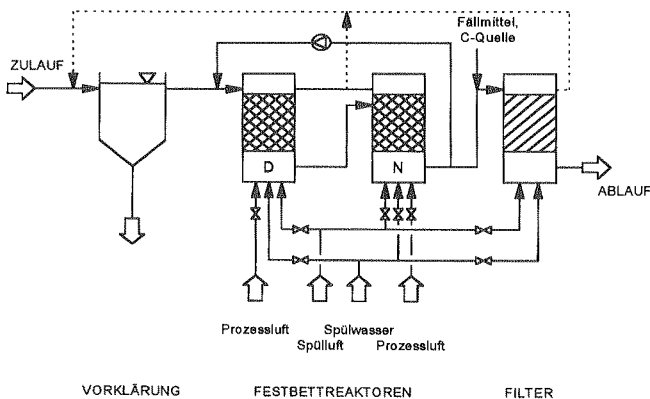 Fällmittel,
C-Quelle
ZULAUF
D
N
ABLAUF
Prozessluft
Spülwasser
Spülluft
Prozessluft
VORKLÄRUNG
FESTBETTREAKTOREN
FILTER